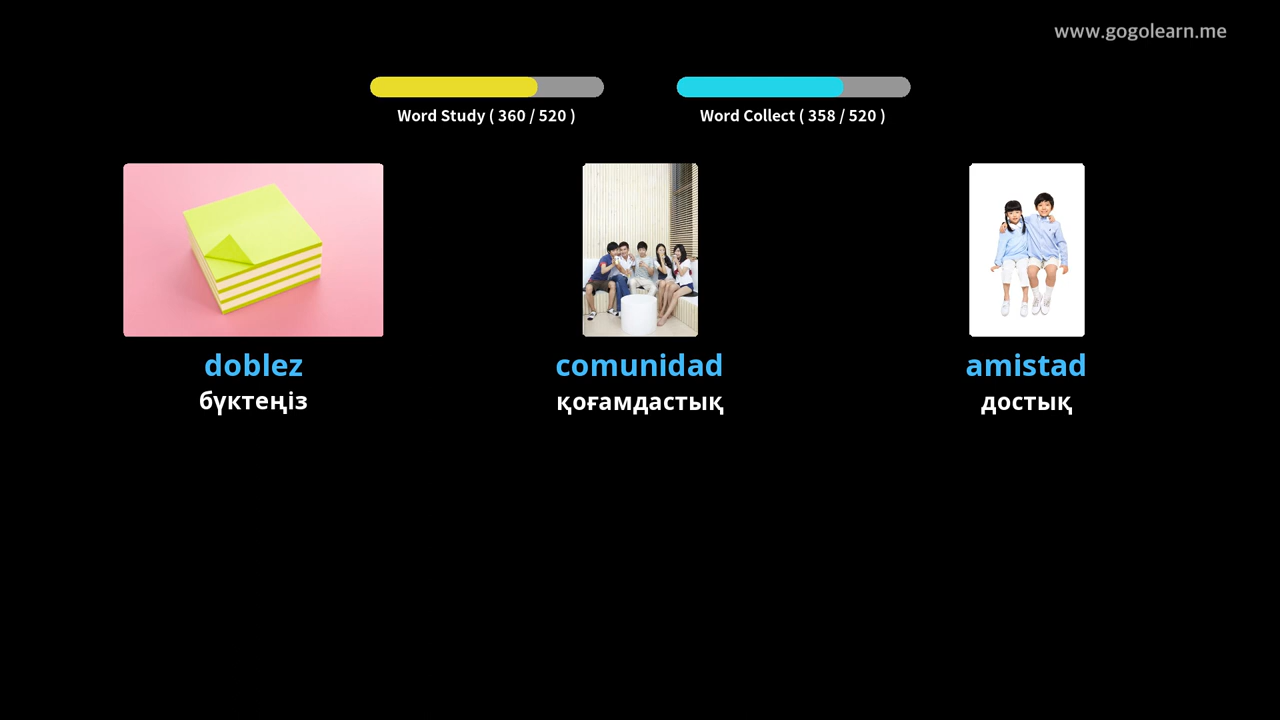 www.gogolearn.me
Word Study ( 360 / 520 )
Word Collect ( 358 / 520 )
doblez
бүктеңіз
comunidad
қоғамдастық
amistad
достық